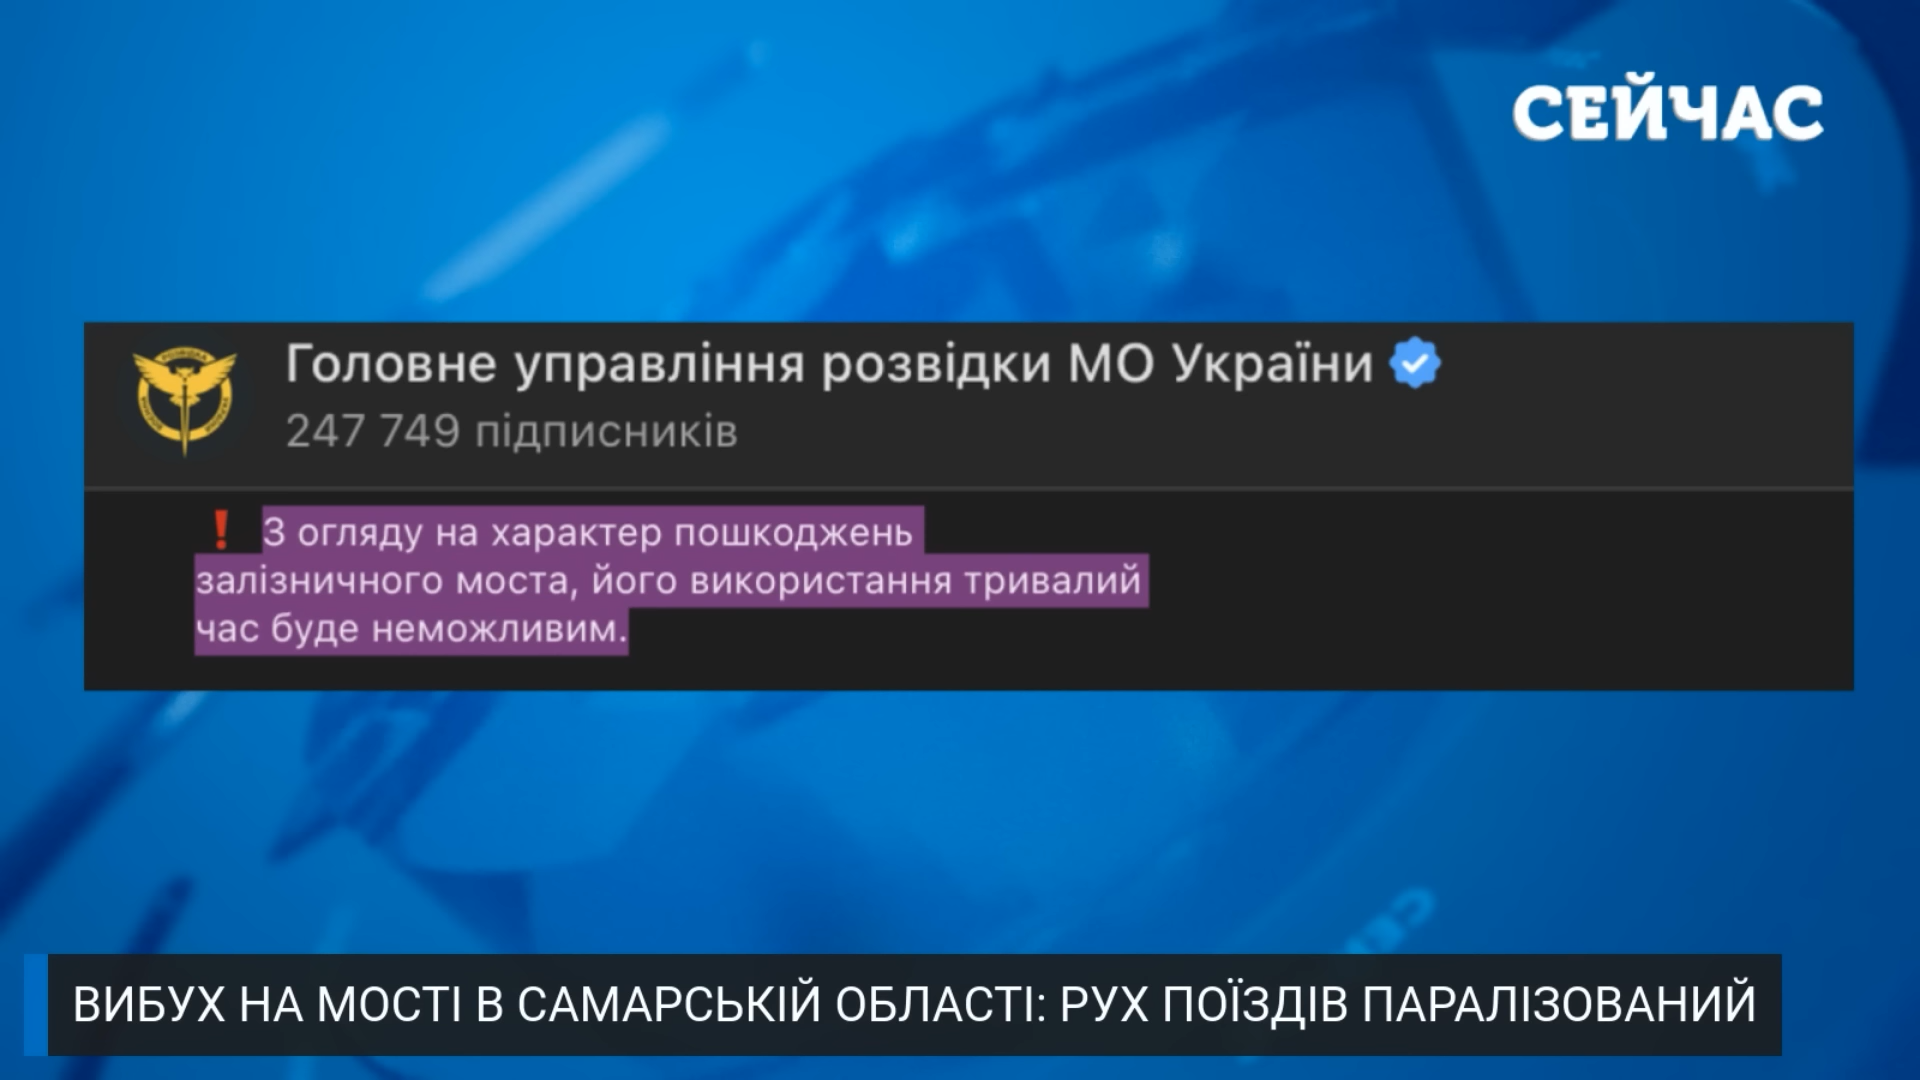 СЕЙЧАС
Головне управління розвідки МО України
247 749 підписників
❗ З огляду на характер пошкоджень
залізничного моста, його використання тривалий
час буде неможливим.
ВИБУХ НА МОСТІ В САМАРСЬКІЙ ОБЛАСТІ: РУХ ПОЇЗДІВ ПАРАЛІЗОВАНИЙ